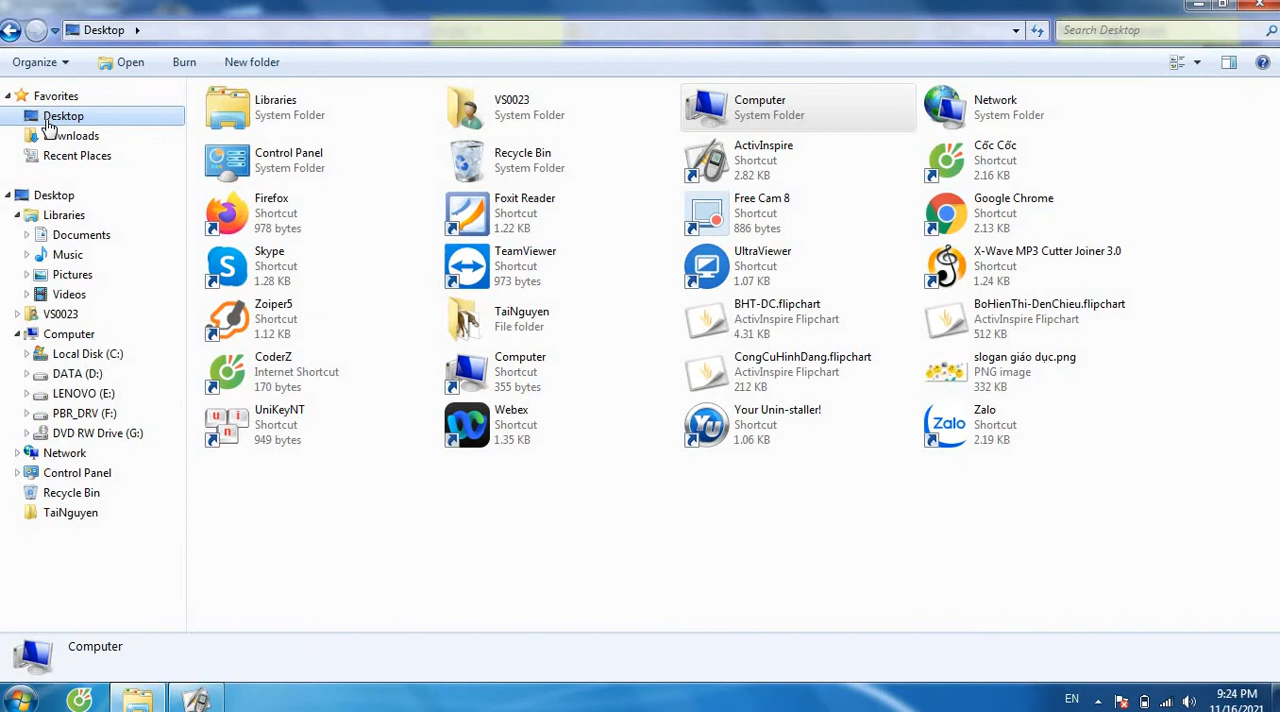 Desktop
Search Desktop
Organize
Open
Burn
New folder
Favorites
Desktop
Downloads
Recent Places
Desktop
Libraries
Documents
Music
Pictures
Videos
VS0023
Computer
Local Disk (C:)
DATA (D:)
LENOVO (E:)
PBR_DRV (F:)
DVD RW Drive (G:)
Network
Control Panel
Recycle Bin
TaiNguyen
Libraries
System Folder
VS0023
System Folder
Computer
System Folder
Network
System Folder
Control Panel
System Folder
Recycle Bin
System Folder
ActivInspire
Shortcut
2.82 KB
Cốc Cốc
Shortcut
2.16 KB
Firefox
Shortcut
978 bytes
Foxit Reader
Shortcut
1.22 KB
Free Cam 8
Shortcut
886 bytes
Google Chrome
Shortcut
2.13 KB
Skype
Shortcut
1.28 KB
TeamViewer
Shortcut
973 bytes
UltraViewer
Shortcut
1.07 KB
X-Wave MP3 Cutter Joiner 3.0
Shortcut
1.24 KB
Zoiper5
Shortcut
1.12 KB
TaiNguyen
File folder
BHT-DC.flipchart
ActivInspire Flipchart
4.31 KB
BoHienThi-DenChieu.flipchart
ActivInspire Flipchart
512 KB
CoderZ
Internet Shortcut
170 bytes
Computer
Shortcut
355 bytes
CongCuHinhDang.flipchart
ActivInspire Flipchart
212 KB
slogan giáo dục.png
PNG image
332 KB
UniKeyNT
Shortcut
949 bytes
Webex
Shortcut
1.35 KB
Your Unin-staller!
Shortcut
1.06 KB
Zalo
Zalo
Shortcut
2.19 KB
Computer
EN
9:24 PM
11/16/2021